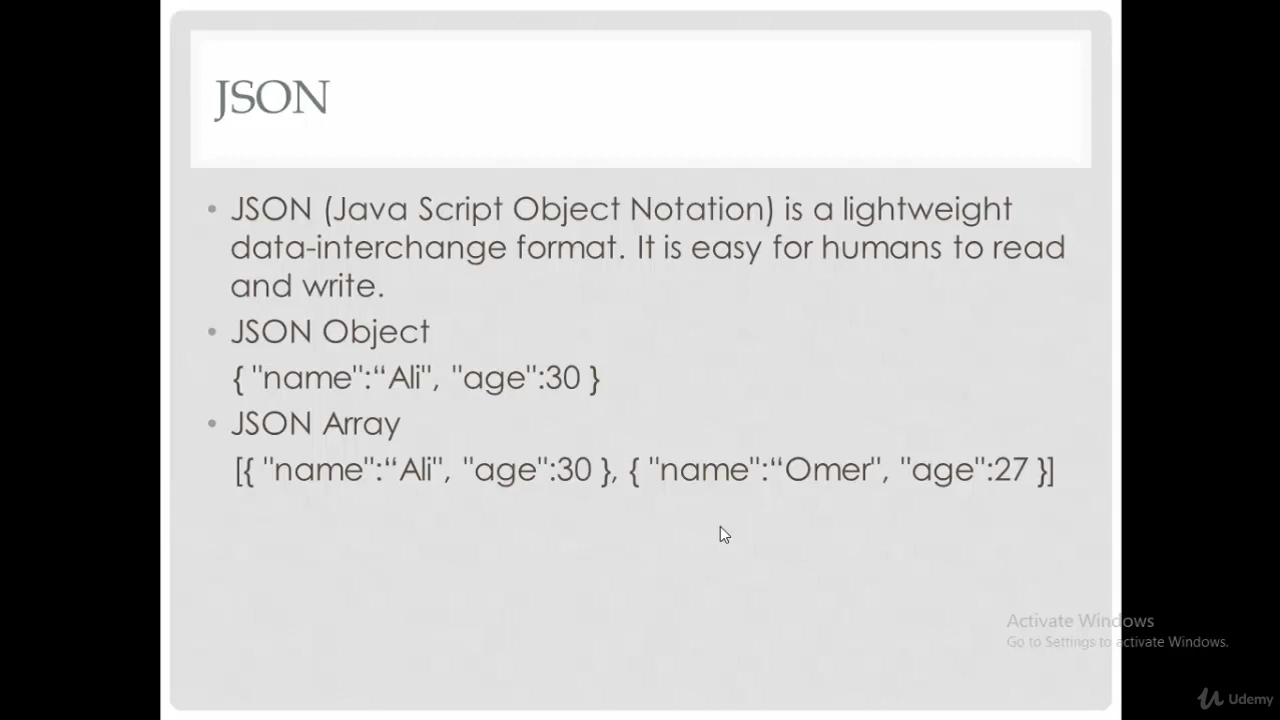 JSON
• JSON (Java Script Object Notation) is a lightweight
data-interchange format. It is easy for humans to read
and write.
• JSON Object
{ "name":“Ali", "age":30 }
• JSON Array
[{ "name":“Ali", "age":30 }, { "name":“Omer", "age":27 }]
Activate Windows
Go to Settings to activate Windows.
Udemy